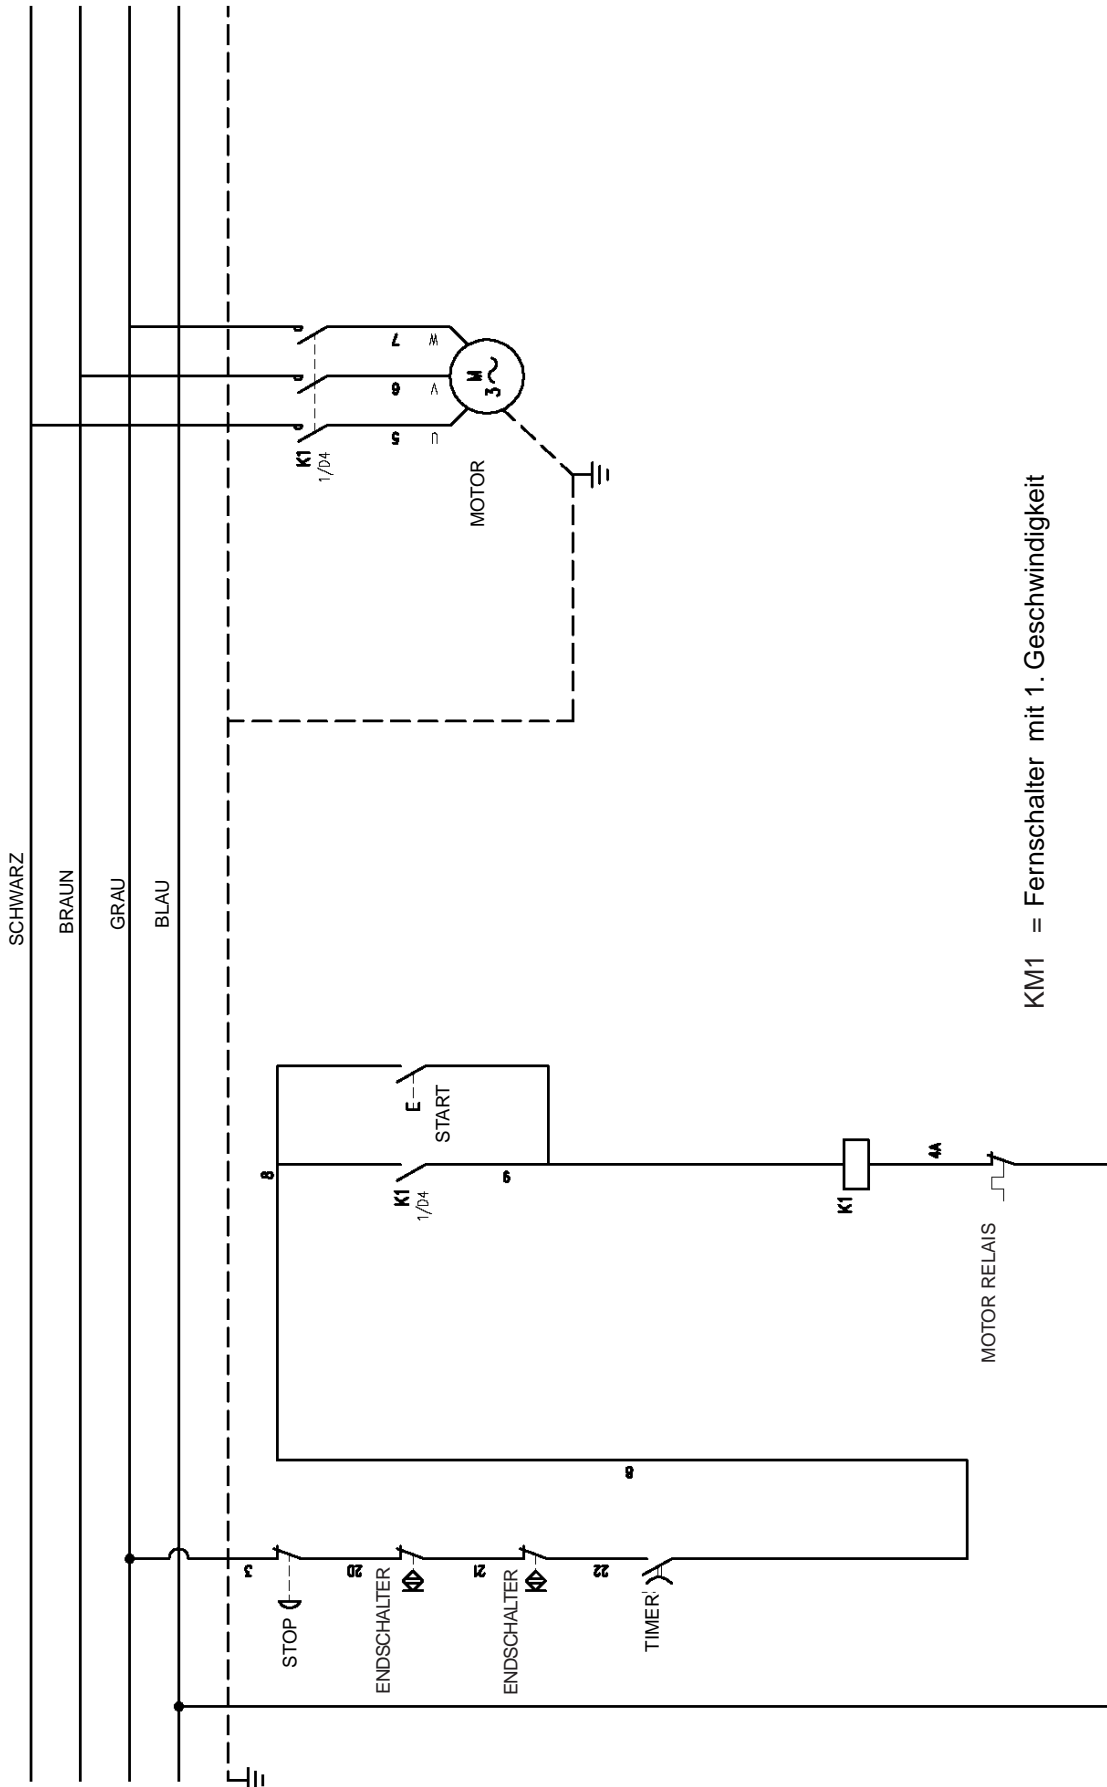 SCHWARZ
BRAUN
GRAU
BLAU
3
STOP
20
ENDSCHALTER
21
ENDSCHALTER
22
TIMER
8
8
K1
1/D4
E
START
9
K1
4A
MOTOR RELAIS
K1
1/D4
5
6
7
U
V
W
M
3
MOTOR
KM1 = Fernschalter mit 1. Geschwindigkeit